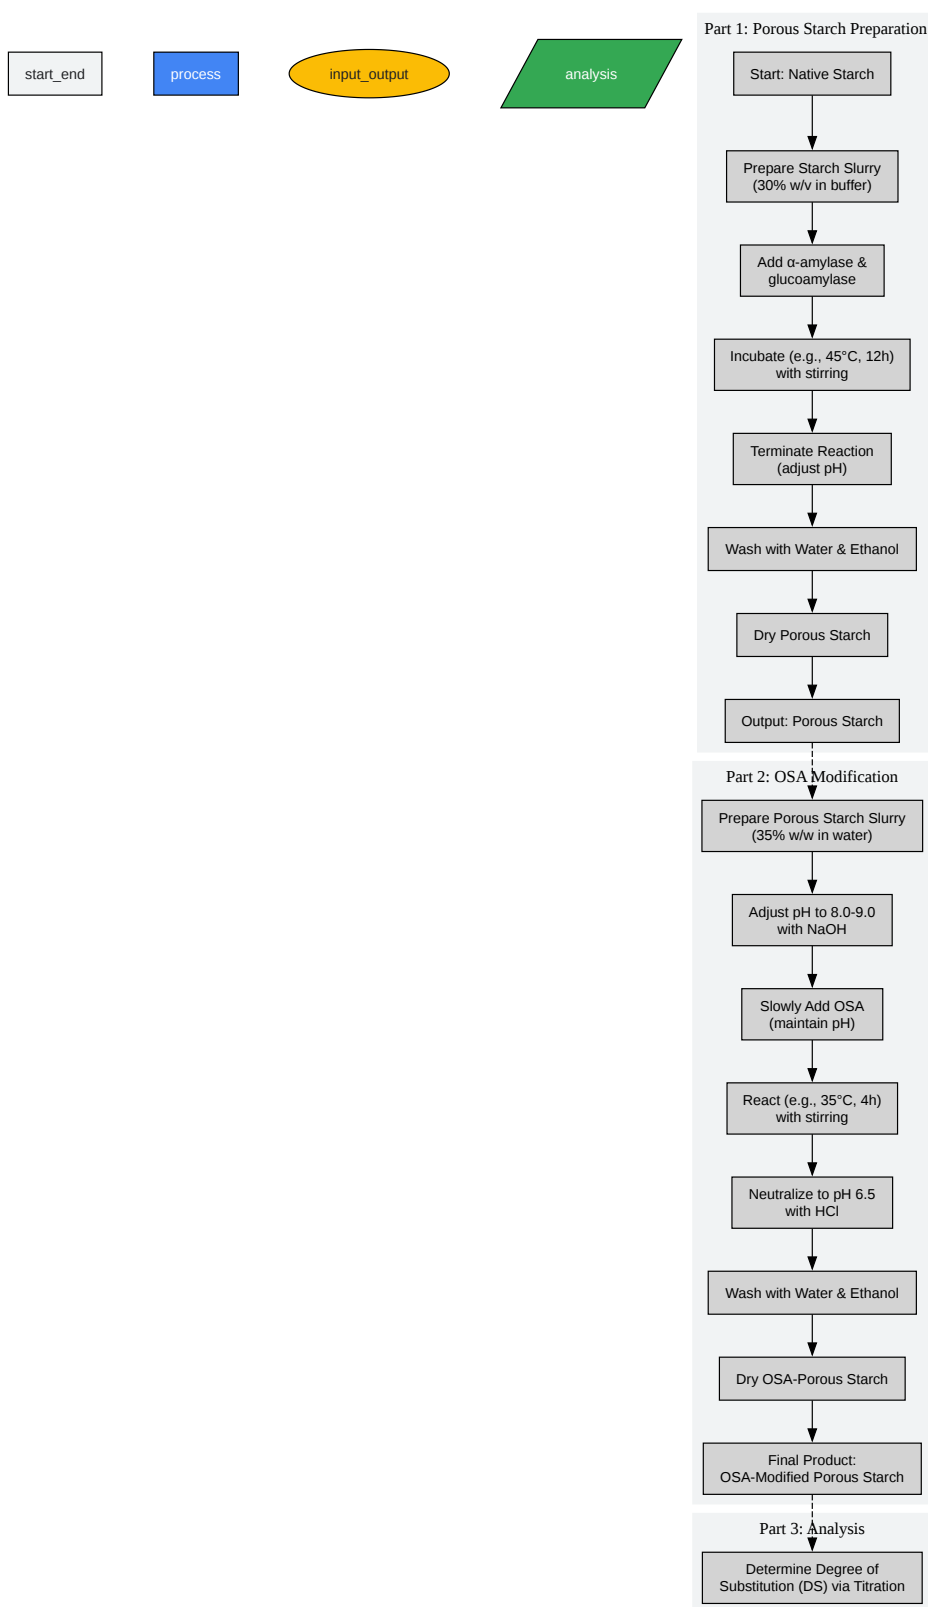 start_end
process
input_output
analysis
Part 1: Porous Starch Preparation
Start: Native Starch
Prepare Starch Slurry
(30% w/v in buffer)
Add α-amylase &
glucoamylase
Incubate (e.g., 45°C, 12h)
with stirring
Terminate Reaction
(adjust pH)
Wash with Water & Ethanol
Dry Porous Starch
Output: Porous Starch
Part 2: OSA Modification
Prepare Porous Starch Slurry
(35% w/w in water)
Adjust pH to 8.0-9.0
with NaOH
Slowly Add OSA
(maintain pH)
React (e.g., 35°C, 4h)
with stirring
Neutralize to pH 6.5
with HCl
Wash with Water & Ethanol
Dry OSA-Porous Starch
Final Product:
OSA-Modified Porous Starch
Part 3: Analysis
Determine Degree of
Substitution (DS) via Titration